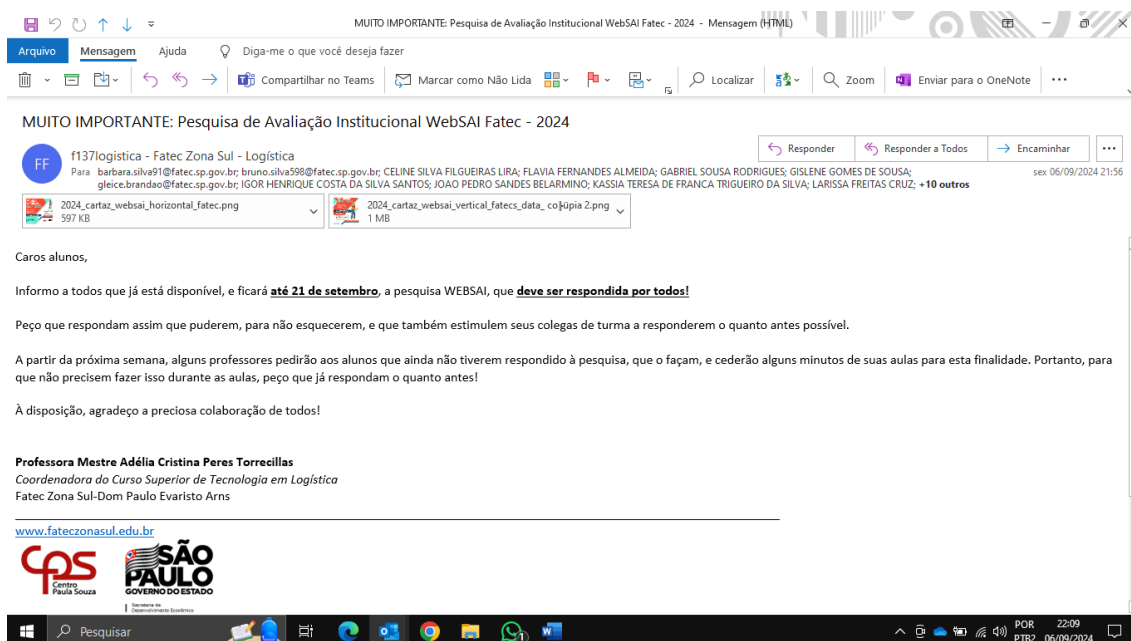 MUITO IMPORTANTE: Pesquisa de Avaliação Institucional WebSAI Fatec - 2024 - Mensagem (HTML)
Arquivo Mensagem Ajuda Diga-me o que você deseja fazer
Compartilhar no Teams Marcar como Não Lida Localizar Zoom Enviar para o OneNote
MUITO IMPORTANTE: Pesquisa de Avaliação Institucional WebSAI Fatec - 2024
Responder Responder a Todos Encaminhar
FF
f137logistica - Fatec Zona Sul - Logística
Para barbara.silva91@fatec.sp.gov.br; bruno.silva598@fatec.sp.gov.br; CELINE SILVA FILGUEIRAS LIRA; FLAVIA FERNANDES ALMEIDA; GABRIEL SOUSA RODRIGUES; GISLENE GOMES DE SOUSA;
sex 06/09/2024 21:56
gleice.brandao@fatec.sp.gov.br; IGOR HENRIQUE COSTA DA SILVA SANTOS; JOAO PEDRO SANDES BELARMINO; KASSIA TERESA DE FRANCA TRIGUEIRO DA SILVA; LARISSA FREITAS CRUZ; +10 outros
2024_cartaz_websai_horizontal_fatec.png
597 KB
2024_cartaz_websai_vertical_fatecs_data_ co╠üpia 2.png
1 MB
Caros alunos,
Informo a todos que já está disponível, e ficará até 21 de setembro, a pesquisa WEBSAI, que deve ser respondida por todos!
Peço que respondam assim que puderem, para não esquecerem, e que também estimulem seus colegas de turma a responderem o quanto antes possível.
A partir da próxima semana, alguns professores pedirão aos alunos que ainda não tiverem respondido à pesquisa, que o façam, e cederão alguns minutos de suas aulas para esta finalidade. Portanto, para
que não precisem fazer isso durante as aulas, peço que já respondam o quanto antes!
À disposição, agradeço a preciosa colaboração de todos!
Professora Mestre Adélia Cristina Peres Torrecillas
Coordenadora do Curso Superior de Tecnologia em Logística
Fatec Zona Sul-Dom Paulo Evaristo Arns
www.fateczonasul.edu.br
CPS
Centro
Paula Souza
SÃO
PAULO
GOVERNO DO ESTADO
Secretaria de
Desenvolvimento Econômico
Pesquisar
POR
PTB2
22:09
06/09/2024